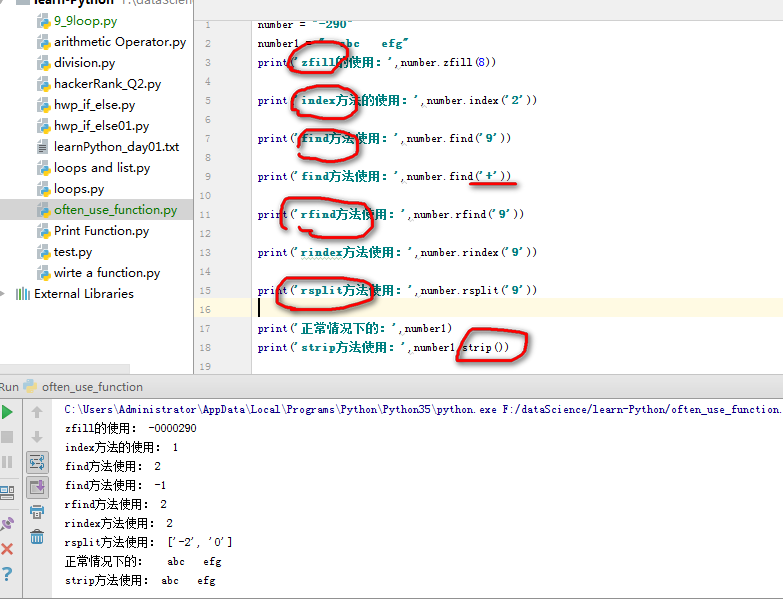 learn-Python F:\dataScien
9_9loop.py
arithmetic Operator.py
division.py
hackerRank_Q2.py
hwp_if_else.py
hwp_if_else01.py
learnPython_day01.txt
loops and list.py
loops.py
often_use_function.py
Print Function.py
test.py
wirte a function.py
External Libraries
1 number = "-290"
2 number1 = "  abc   efg"
3 print('zfill的使用：',number.zfill(8))
4
5 print('index方法的使用：',number.index('2'))
6
7 print('find方法使用：',number.find('9'))
8
9 print('find方法使用：',number.find('+'))
10
11 print('rfind方法使用：',number.rfind('9'))
12
13 print('rindex方法使用：',number.rindex('9'))
14
15 print('rsplit方法使用：',number.rsplit('9'))
16
17 print('正常情况下的：',number1)
18 print('strip方法使用：',number1.strip())
19
Run often_use_function
C:\Users\Administrator\AppData\Local\Programs\Python\Python35\python.exe F:/dataScience/learn-Python/often_use_function.
zfill的使用： -0000290
index方法的使用： 1
find方法使用： 2
find方法使用： -1
rfind方法使用： 2
rindex方法使用： 2
rsplit方法使用： ['-2', '0']
正常情况下的：   abc   efg
strip方法使用： abc   efg